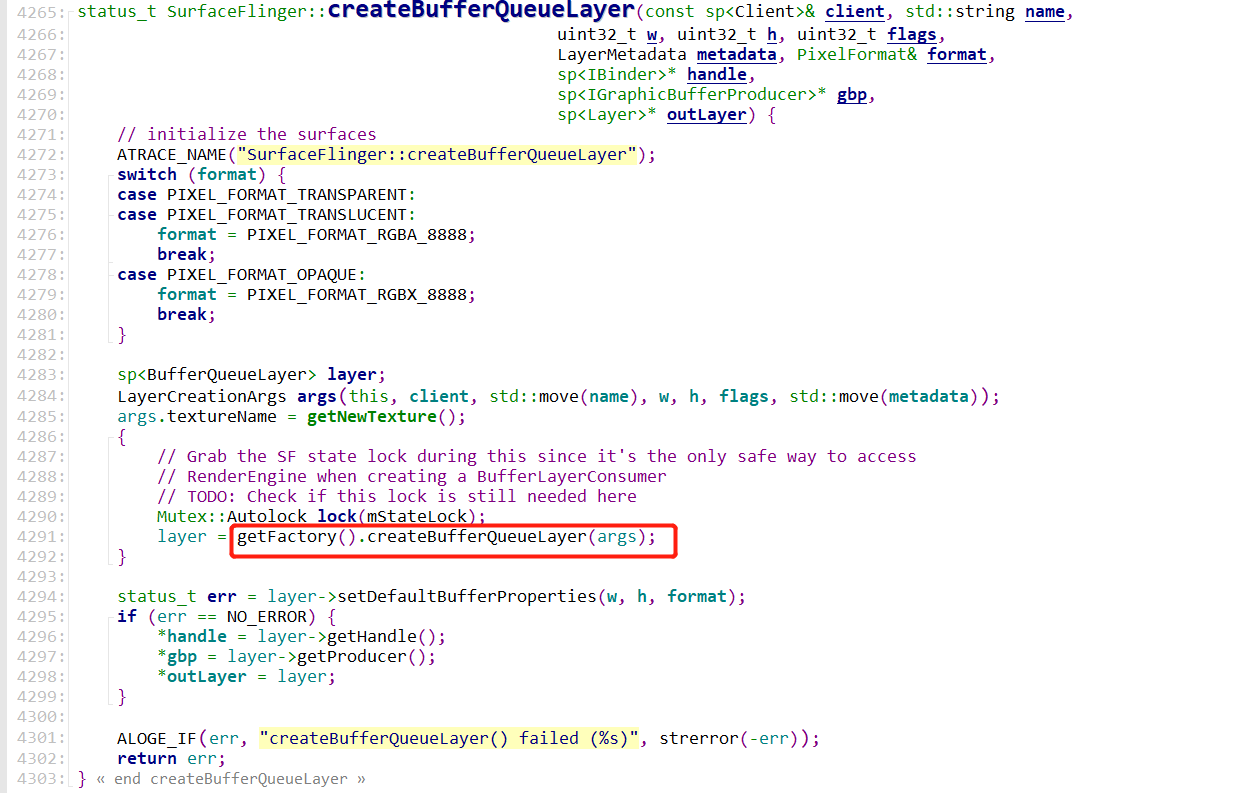 4265: status_t SurfaceFlinger::createBufferQueueLayer(const sp<Client>& client, std::string name,
4266:                                                 uint32_t w, uint32_t h, uint32_t flags,
4267:                                                 LayerMetadata metadata, PixelFormat& format,
4268:                                                 sp<IBinder>* handle,
4269:                                                 sp<IGraphicBufferProducer>* gbp,
4270:                                                 sp<Layer>* outLayer) {
4271:     // initialize the surfaces
4272:     ATRACE_NAME("SurfaceFlinger::createBufferQueueLayer");
4273:     switch (format) {
4274:     case PIXEL_FORMAT_TRANSPARENT:
4275:     case PIXEL_FORMAT_TRANSLUCENT:
4276:         format = PIXEL_FORMAT_RGBA_8888;
4277:         break;
4278:     case PIXEL_FORMAT_OPAQUE:
4279:         format = PIXEL_FORMAT_RGBX_8888;
4280:         break;
4281:     }
4282:
4283:     sp<BufferQueueLayer> layer;
4284:     LayerCreationArgs args(this, client, std::move(name), w, h, flags, std::move(metadata));
4285:     args.textureName = getNewTexture();
4286:     {
4287:         // Grab the SF state lock during this since it's the only safe way to access
4288:         // RenderEngine when creating a BufferLayerConsumer
4289:         // TODO: Check if this lock is still needed here
4290:         Mutex::Autolock lock(mStateLock);
4291:         layer = getFactory().createBufferQueueLayer(args);
4292:     }
4293:
4294:     status_t err = layer->setDefaultBufferProperties(w, h, format);
4295:     if (err == NO_ERROR) {
4296:         *handle = layer->getHandle();
4297:         *gbp = layer->getProducer();
4298:         *outLayer = layer;
4299:     }
4300:
4301:     ALOGE_IF(err, "createBufferQueueLayer() failed (%s)", strerror(-err));
4302:     return err;
4303: } « end createBufferQueueLayer »